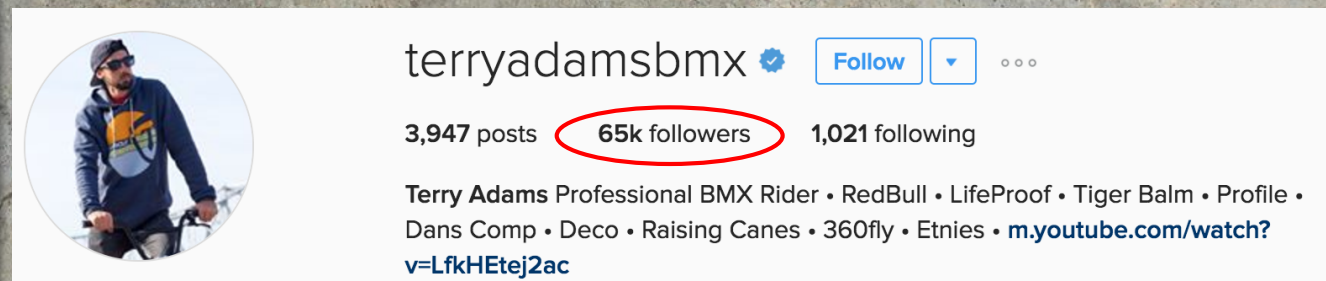 terryadamsbmx Follow
3,947 posts 65k followers 1,021 following
Terry Adams Professional BMX Rider • RedBull • LifeProof • Tiger Balm • Profile •
Dans Comp • Deco • Raising Canes • 360fly • Etnies • m.youtube.com/watch?
v=LfkHEtej2ac